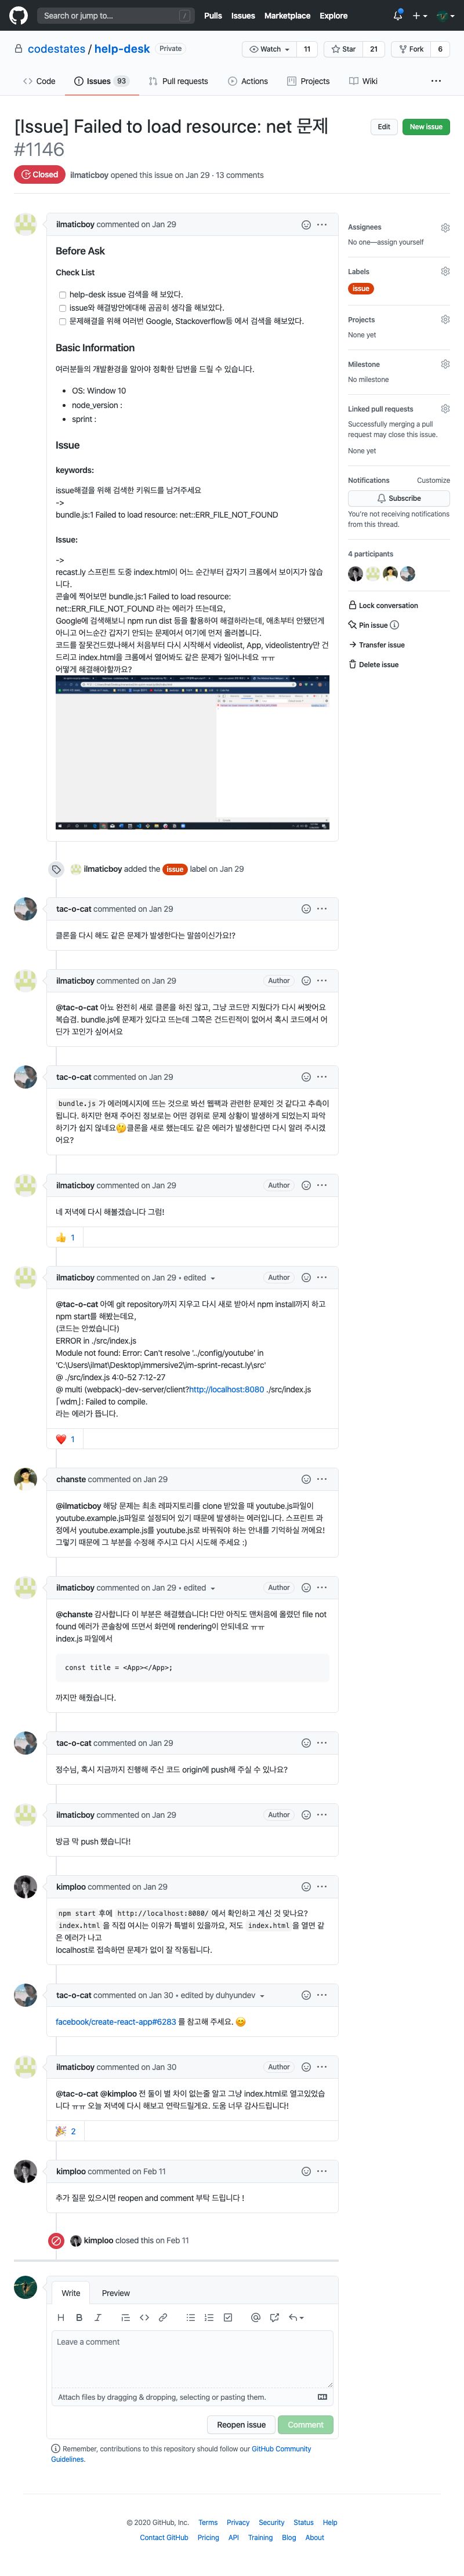 Search or jump to...
/
Pulls Issues Marketplace Explore
codestates / help-desk Private
Watch 11 Star 21 Fork 6
Code Issues 93 Pull requests Actions Projects Wiki
[Issue] Failed to load resource: net 문제
#1146
Edit New issue
Closed ilmaticboy opened this issue on Jan 29 · 13 comments
ilmaticboy commented on Jan 29
Before Ask
Check List
help-desk issue 검색을 해 보았다.
issue와 해결방안에대해 곰곰히 생각을 해보았다.
문제해결을 위해 여러번 Google, Stackoverflow등 에서 검색을 해보았다.
Basic Information
여러분들의 개발환경을 알아야 정확한 답변을 드릴 수 있습니다.
OS: Window 10
node_version :
sprint :
Issue
keywords:
issue해결을 위해 검색한 키워드를 남겨주세요
->
bundle.js:1 Failed to load resource: net::ERR_FILE_NOT_FOUND
Issue:
->
recast.ly 스프린트 도중 index.html이 어느 순간부터 갑자기 크롬에서 보이지가 않습
니다.
콘솔에 찍어보면 bundle.js:1 Failed to load resource:
net::ERR_FILE_NOT_FOUND 라는 에러가 뜨는데요,
Google에 검색해보니 npm run dist 등을 활용하여 해결하라는데, 애초부터 안됐던게
아니고 어느순간 갑자기 안되는 문제여서 여기에 먼저 올려봅니다.
코드를 잘못건드렸나해서 처음부터 다시 시작해서 videolist, App, videolistentry만 건
드리고 index.html을 크롬에서 열어봐도 같은 문제가 일어나네요 ㅠㅠ
어떻게 해결해야할까요?
Assignees
No one—assign yourself
Labels
issue
Projects
None yet
Milestone
No milestone
Linked pull requests
Successfully merging a pull
request may close this issue.
None yet
Notifications Customize
Subscribe
You're not receiving notifications
from this thread.
4 participants
Lock conversation
Pin issue
Transfer issue
Delete issue
ilmaticboy added the issue label on Jan 29
tac-o-cat commented on Jan 29
클론을 다시 해도 같은 문제가 발생한다는 말씀이신가요!?
ilmaticboy commented on Jan 29 Author
@tac-o-cat 아뇨 완전히 새로 클론을 하진 않고, 그냥 코드만 지웠다가 다시 써봣어요
복습겸. bundle.js에 문제가 있다고 뜨는데 그쪽은 건드린적이 없어서 혹시 코드에서 어
딘가 꼬인가 싶어서요
tac-o-cat commented on Jan 29
bundle.js 가 에러메시지에 뜨는 것으로 봐선 웹팩과 관련한 문제인 것 같다고 추측이
됩니다. 하지만 현재 주어진 정보로는 어떤 경위로 문제 상황이 발생하게 되었는지 파악
하기가 쉽지 않네요🤔클론을 새로 했는데도 같은 에러가 발생한다면 다시 알려 주시겠
어요?
ilmaticboy commented on Jan 29 Author
네 저녁에 다시 해볼겠습니다 그럼!
👍 1
ilmaticboy commented on Jan 29 • edited Author
@tac-o-cat 아예 git repository까지 지우고 다시 새로 받아서 npm install까지 하고
npm start를 해봤는데요,
(코드는 안썼습니다)
ERROR in ./src/index.js
Module not found: Error: Can't resolve '../config/youtube' in
'C:\Users\ilmat\Desktop\immersive2\im-sprint-recast.ly\src'
@ ./src/index.js 4:0-52 7:12-27
@ multi (webpack)-dev-server/client?http://localhost:8080 ./src/index.js
｢wdm｣: Failed to compile.
라는 에러가 뜹니다.
❤️ 1
chanste commented on Jan 29
@ilmaticboy 해당 문제는 최초 레파지토리를 clone 받았을 때 youtube.js파일이
youtube.example.js파일로 설정되어 있기 때문에 발생하는 에러입니다. 스프린트 과
정에서 youtube.example.js를 youtube.js로 바꿔줘야 하는 안내를 기억하실 꺼에요!
그렇기 때문에 그 부분을 수정해 주시고 다시 시도해 주세요 :)
ilmaticboy commented on Jan 29 • edited Author
@chanste 감사합니다 이 부분은 해결했습니다! 다만 아직도 맨처음에 올렸던 file not
found 에러가 콘솔창에 뜨면서 화면에 rendering이 안되네요 ㅠㅠ
index.js 파일에서
const title = <App></App>;
까지만 해줬습니다.
tac-o-cat commented on Jan 29
정수님, 혹시 지금까지 진행해 주신 코드 origin에 push해 주실 수 있나요?
ilmaticboy commented on Jan 29 Author
방금 막 push 했습니다!
kimploo commented on Jan 29
npm start 후에 http://localhost:8080/ 에서 확인하고 계신 것 맞나요?
index.html 을 직접 여시는 이유가 특별히 있을까요, 저도 index.html 을 열면 같
은 에러가 나고
localhost로 접속하면 문제가 없이 잘 작동됩니다.
tac-o-cat commented on Jan 30 • edited by duhyundev
facebook/create-react-app#6283 를 참고해 주세요. 😊
ilmaticboy commented on Jan 30 Author
@tac-o-cat @kimploo 전 둘이 별 차이 없는줄 알고 그냥 index.html로 열고있었습
니다 ㅠㅠ 오늘 저녁에 다시 해보고 연락드릴게요. 도움 너무 감사드립니다!
🎉 2
kimploo commented on Feb 11
추가 질문 있으시면 reopen and comment 부탁 드립니다 !
kimploo closed this on Feb 11
Write Preview
Leave a comment
Attach files by dragging & dropping, selecting or pasting them.
Reopen issue Comment
Remember, contributions to this repository should follow our GitHub Community
Guidelines.
© 2020 GitHub, Inc. Terms Privacy Security Status Help
Contact GitHub Pricing API Training Blog About